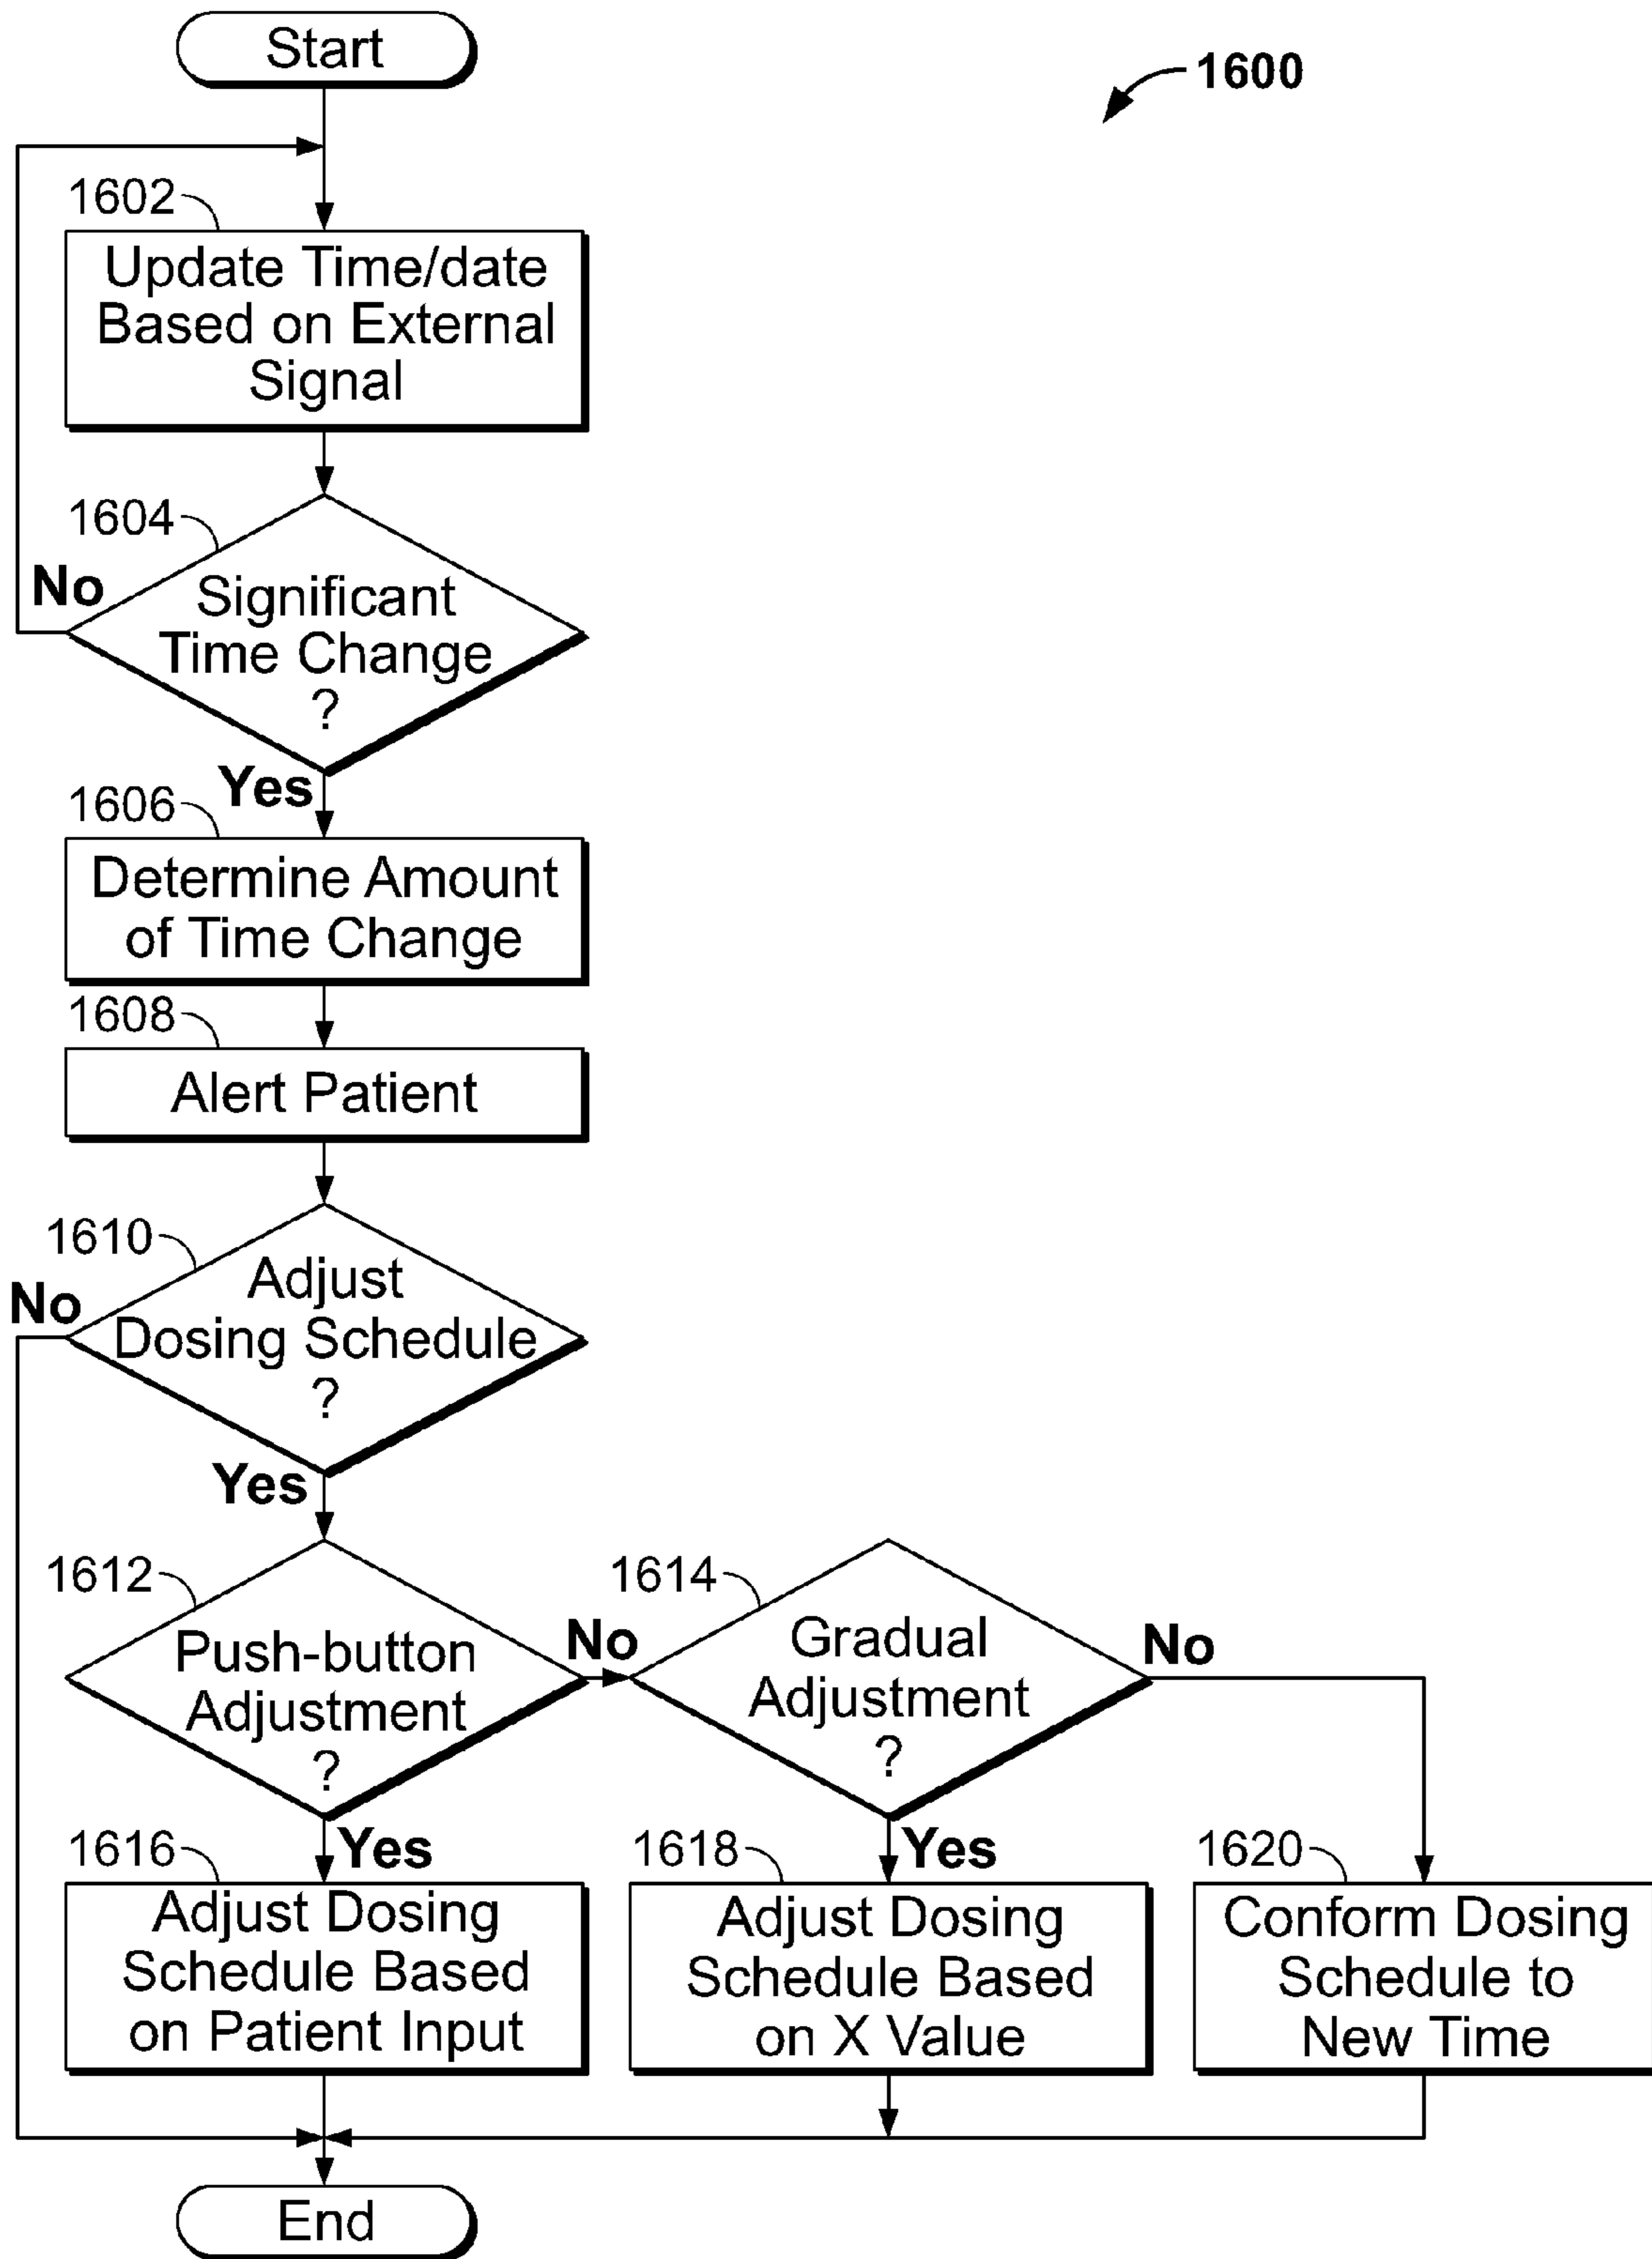 Start
1600
1602
Update Time/date
Based on External
Signal
1604
No
Significant
Time Change
?
Yes
1606
Determine Amount
of Time Change
1608
Alert Patient
1610
No
Adjust
Dosing Schedule
?
Yes
1612
Push-button
Adjustment
?
No
1614
Gradual
Adjustment
?
No
Yes
1616
Adjust Dosing
Schedule Based
on Patient Input
Yes
1618
Adjust Dosing
Schedule Based
on X Value
1620
Conform Dosing
Schedule to
New Time
End